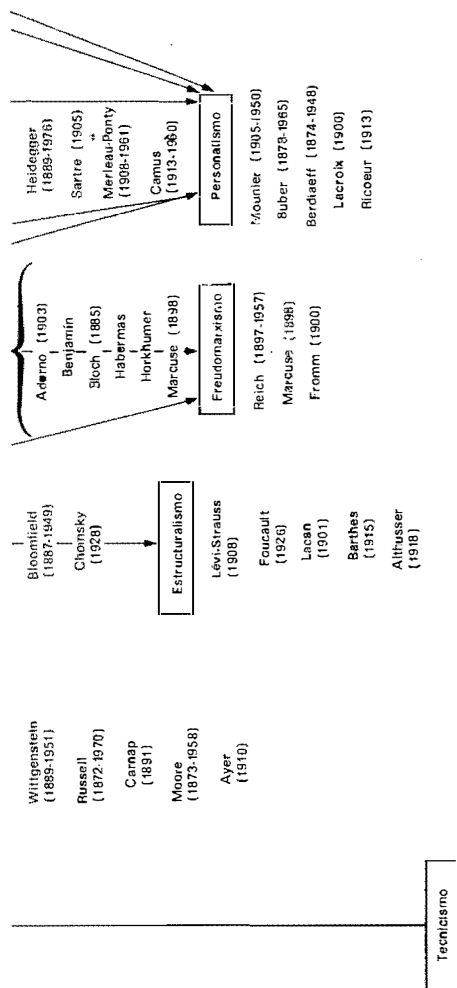 Wittgenstein
(1889-1951)
Russell
(1872-1970)
Carnap
(1891)
Moore
(1873-1958)
Ayer
(1910)
Tecnicismo
Bloomfield
(1887-1949)
Chomsky
(1928)
Estructuralismo
Lévi-Strauss
(1908)
Foucault
(1926)
Lacan
(1901)
Barthes
(1915)
Althusser
(1918)
Adorno (1903)
Benjamín
Bloch (1885)
Habermas
Horkhumer
Marcuse (1898)
Freudomarxismo
Reich (1897-1957)
Marcuse (1898)
Fromm (1900)
Heidegger
(1889-1976)
Sartre (1905)
Merleau-Ponty
(1908-1961)
Camus
(1913-1960)
Personalismo
Mounier (1905-1950)
Buber (1878-1965)
Berdiaeff (1874-1948)
Lacroix (1900)
Ricoeur (1913)